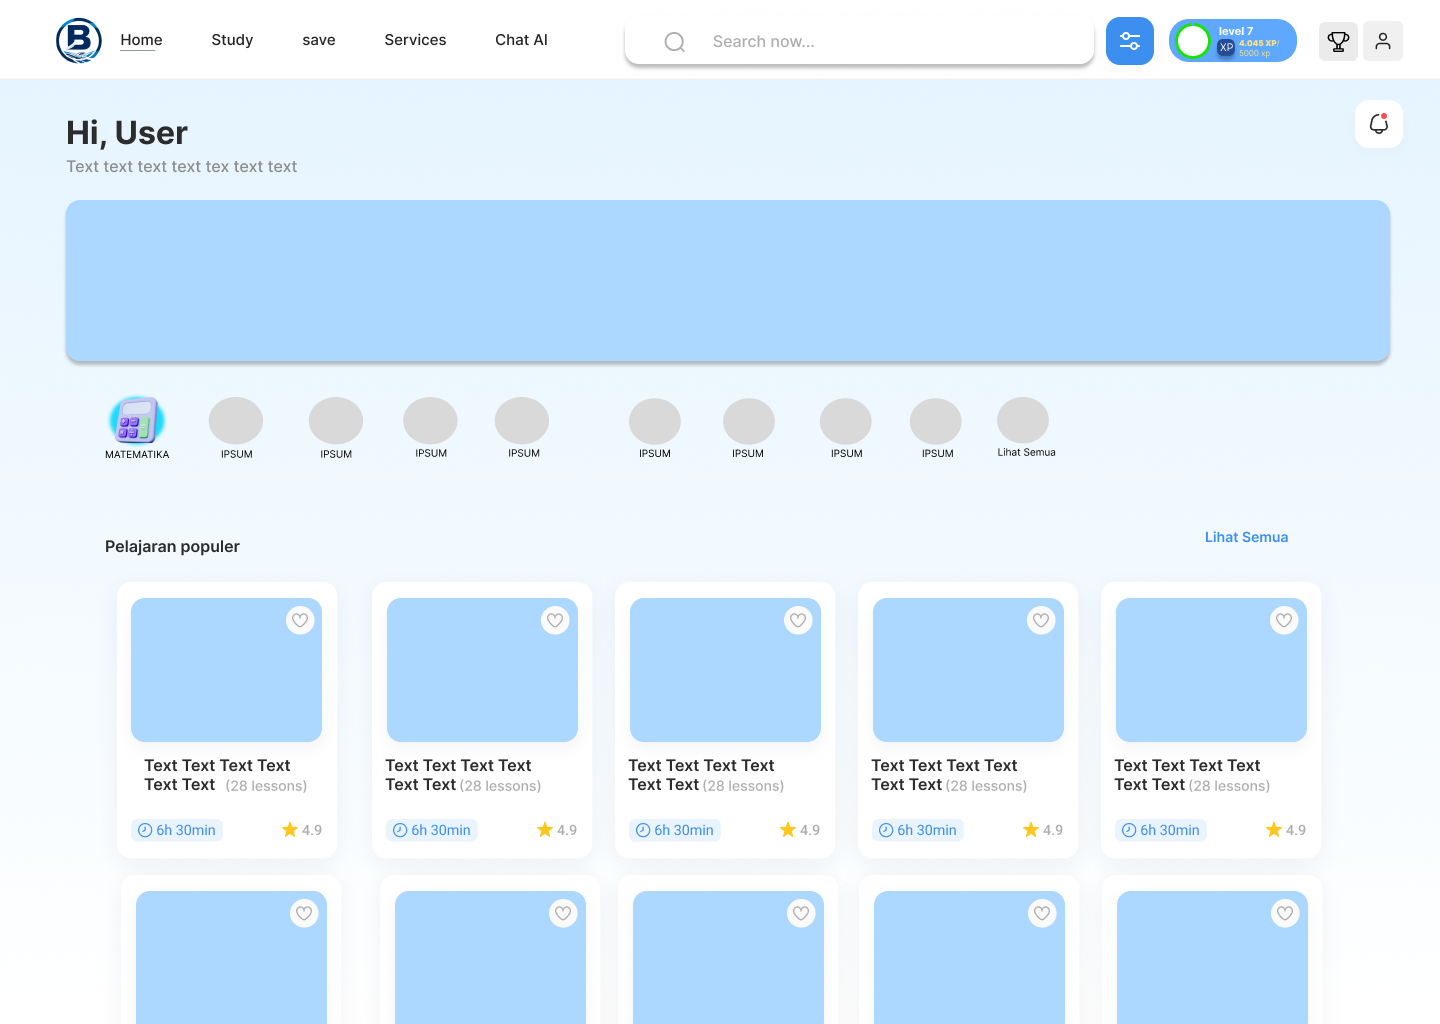 B
Home Study save Services Chat AI
Search now...
level 7
XP 4.045 XP/
5000 xp
Hi, User
Text text text text tex text text
MATEMATIKA IPSUM IPSUM IPSUM IPSUM IPSUM IPSUM IPSUM IPSUM Lihat Semua
Pelajaran populer
Lihat Semua
Text Text Text Text
Text Text (28 lessons)
6h 30min 4.9
Text Text Text Text
Text Text (28 lessons)
6h 30min 4.9
Text Text Text Text
Text Text (28 lessons)
6h 30min 4.9
Text Text Text Text
Text Text (28 lessons)
6h 30min 4.9
Text Text Text Text
Text Text (28 lessons)
6h 30min 4.9